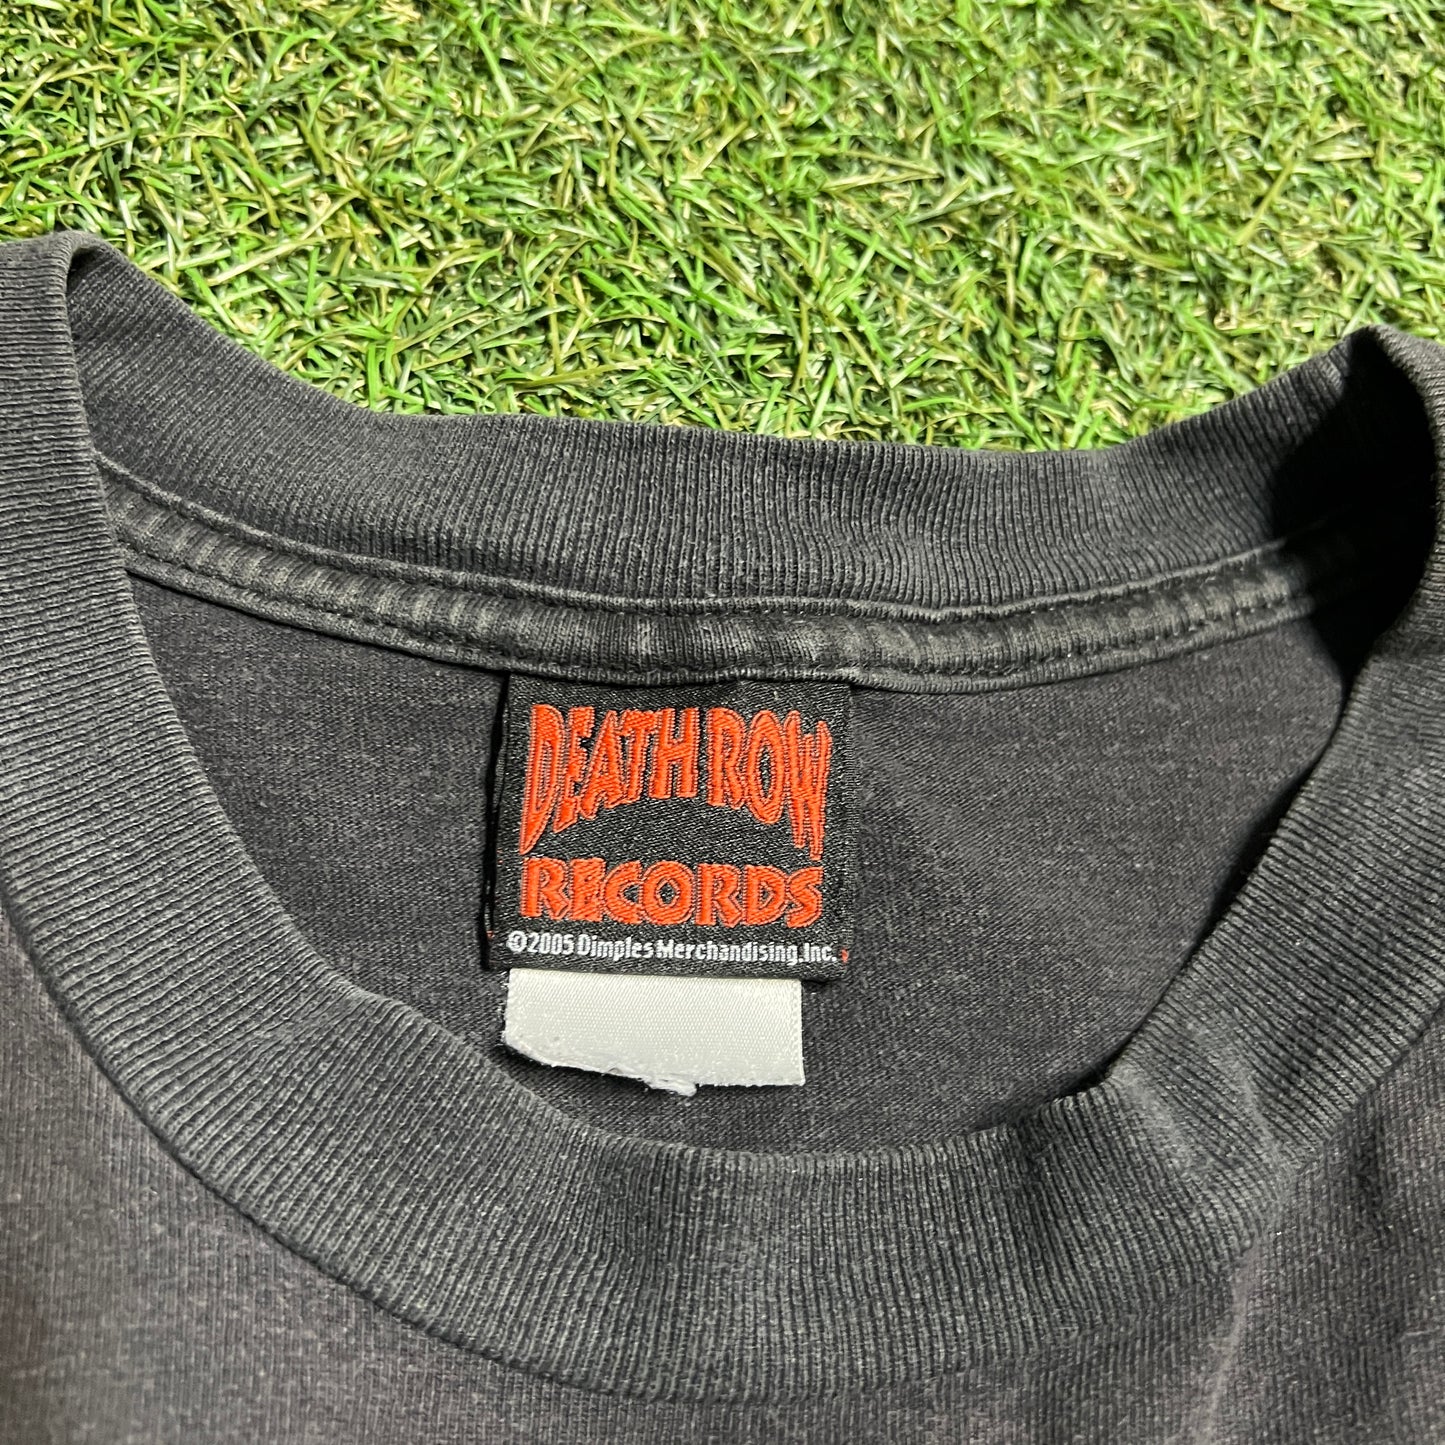 DEATH ROW
RECORDS
©2005 Dimples Merchandising, Inc.